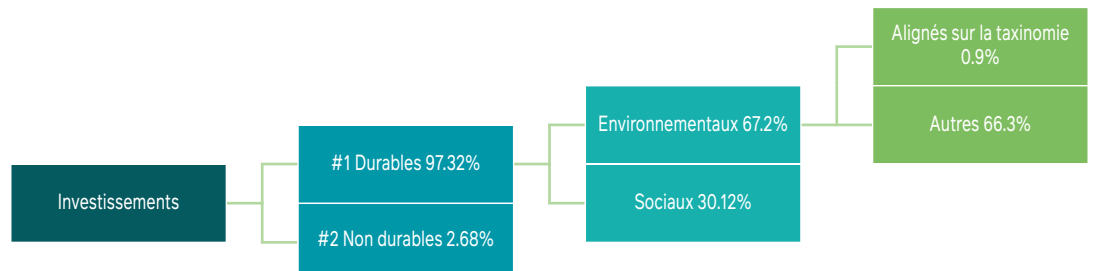 Investissements
#1 Durables 97.32%
#2 Non durables 2.68%
Environnementaux 67.2%
Sociaux 30.12%
Alignés sur la taxinomie
0.9%
Autres 66.3%